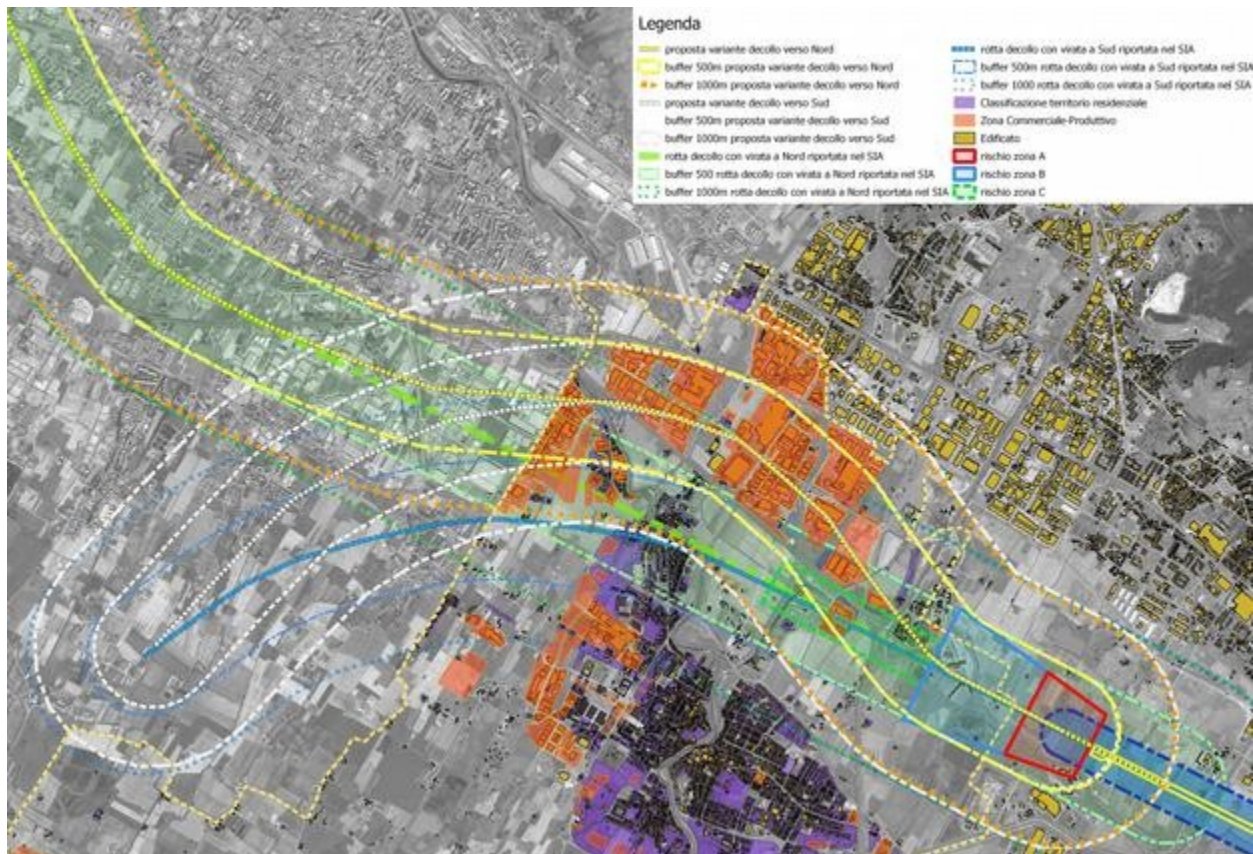 Legenda
proposta variante decollo verso Nord
buffer 500m proposta variante decollo verso Nord
buffer 1000m proposta variante decollo verso Nord
proposta variante decollo verso Sud
buffer 500m proposta variante decollo verso Sud
buffer 1000m proposta variante decollo verso Sud
rotta decollo con virata a Nord riportata nel SIA
buffer 500 rotta decollo con virata a Nord riportata nel SIA
buffer 1000m rotta decollo con virata a Nord riportata nel SIA
rotta decollo con virata a Sud riportata nel SIA
buffer 500m rotta decollo con virata a Sud riportata nel SIA
buffer 1000 rotta decollo con virata a Sud riportata nel SIA
Classificazione territorio residenziale
Zona Commerciale-Produttivo
Edificato
rischio zona A
rischio zona B
rischio zona C